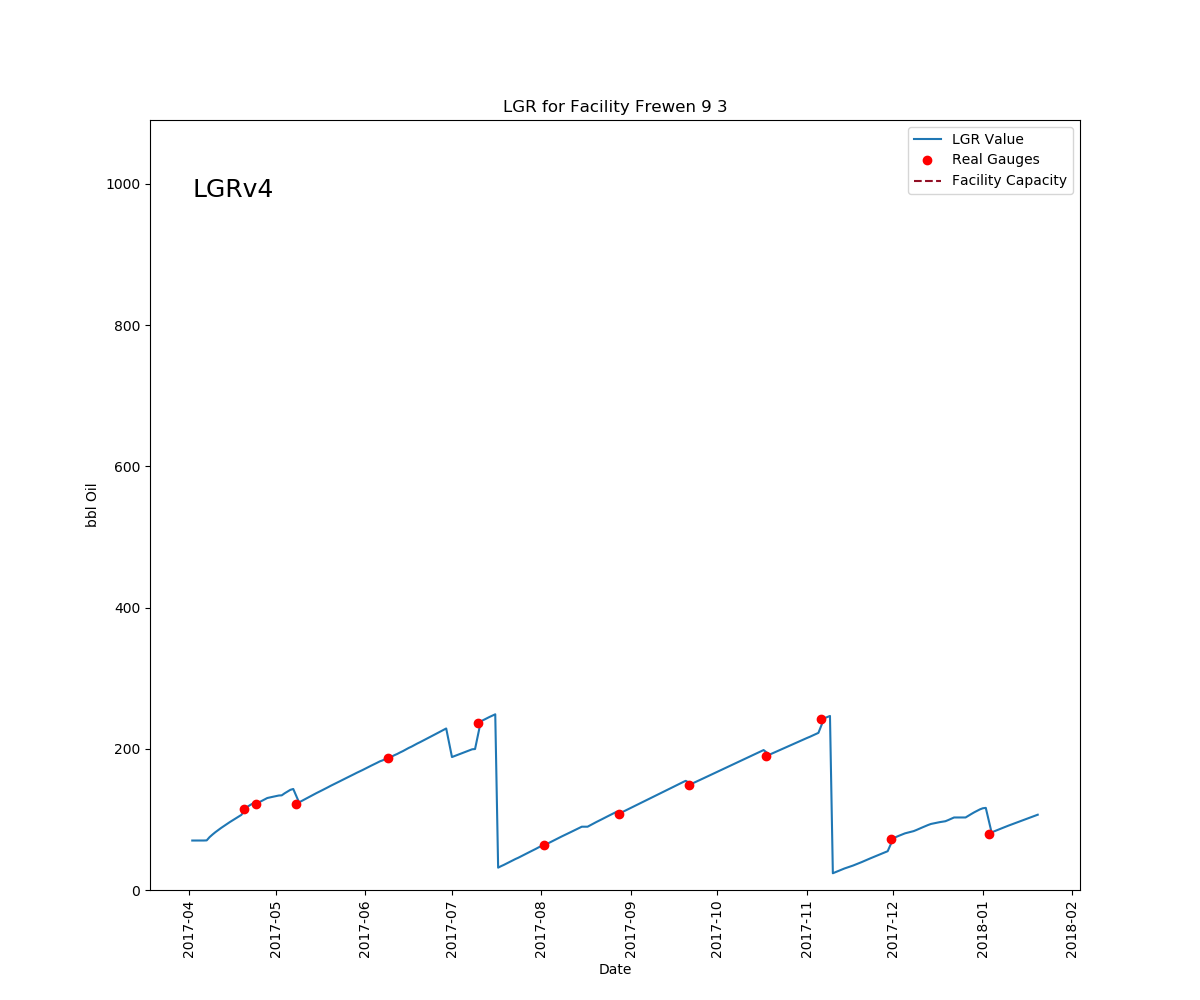 LGR for Facility Frewen 9 3
LGRv4
LGR Value
Real Gauges
Facility Capacity
bbl Oil
1000
800
600
400
200
0
2017-04
2017-05
2017-06
2017-07
2017-08
2017-09
2017-10
2017-11
2017-12
2018-01
2018-02
Date